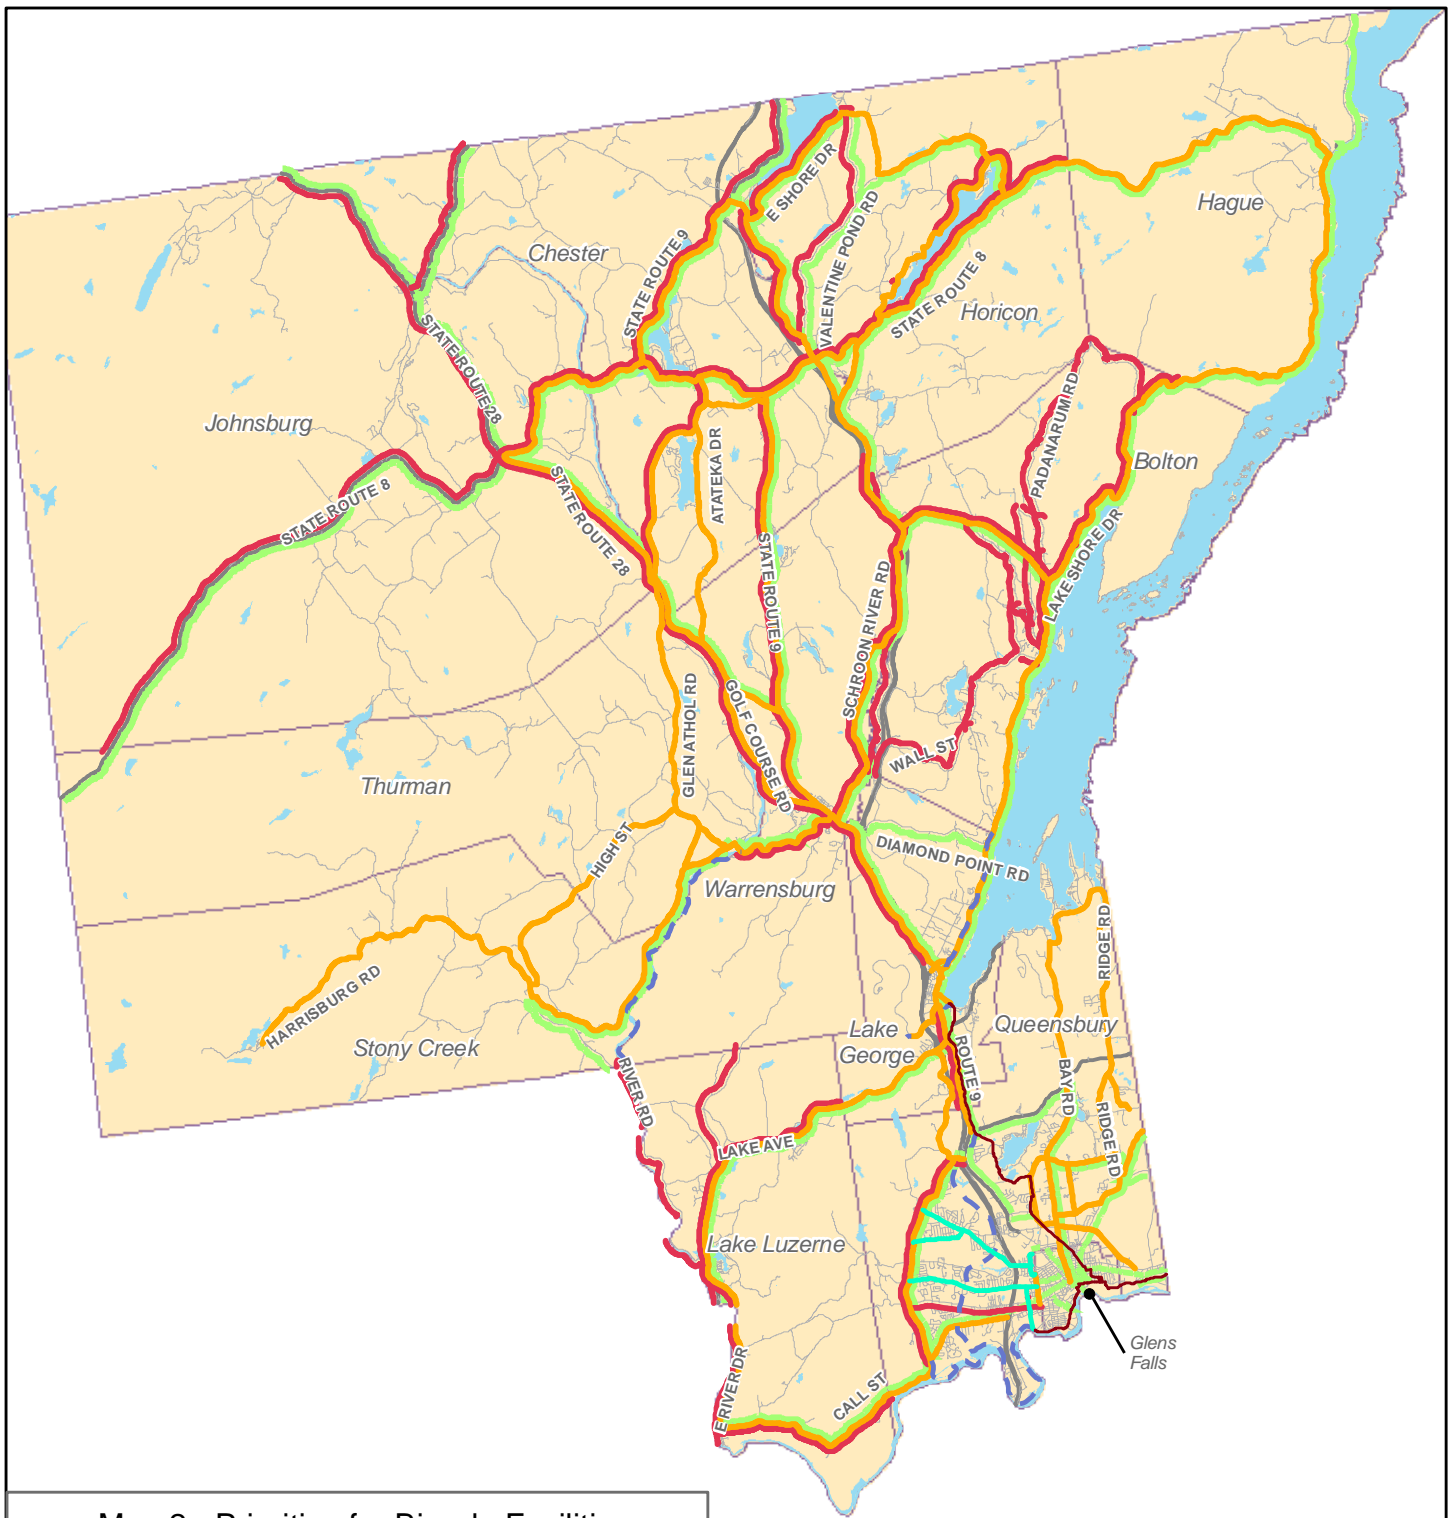 Hague
E SHORE DR
Chester
STATE ROUTE 9
VALENTINE POND RD
STATE ROUTE 8
Horicon
STATE ROUTE 28
PADANARUM RD
Johnsburg
ATATEKA DR
Bolton
STATE ROUTE 8
STATE ROUTE 28
LAKE SHORE DR
STATE ROUTE 9
SCHROON RIVER RD
GLEN ATHOL RD
GOLF COURSE RD
WALL ST
Thurman
HIGH ST
DIAMOND POINT RD
Warrensburg
RIDGE RD
HARRISBURG RD
Stony Creek
Lake
George
Queensbury
ROUTE 9
RIVER RD
BAY RD
RIDGE RD
LAKE AVE
Lake Luzerne
Glens
Falls
E RIVER DR
CALL ST